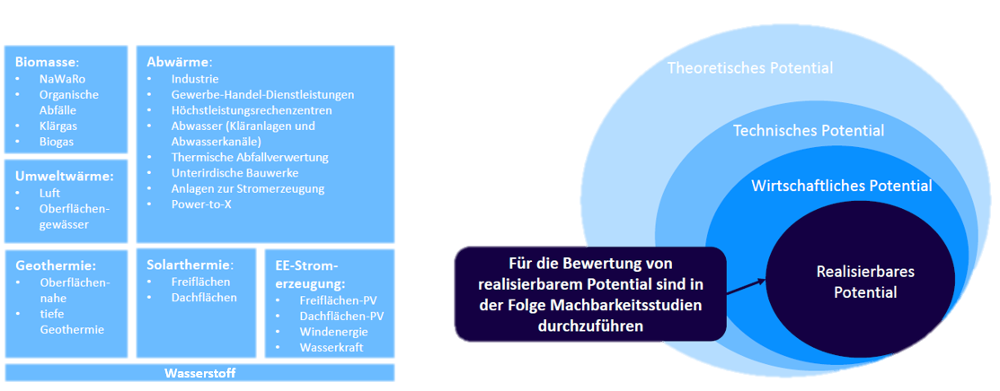 Biomasse:
• NaWaRo
• Organische
Abfälle
• Klärgas
• Biogas
Abwärme:
• Industrie
• Gewerbe-Handel-Dienstleistungen
• Höchstleistungsrechenzentren
• Abwasser (Kläranlagen und
Abwasserkanäle)
• Thermische Abfallverwertung
• Unterirdische Bauwerke
• Anlagen zur Stromerzeugung
• Power-to-X
Umweltwärme:
• Luft
• Oberflächen-
gewässer
Geothermie:
• Oberflächen-
nahe
• tiefe
Geothermie
Solarthermie:
• Freiflächen
• Dachflächen
EE-Strom-
erzeugung:
• Freiflächen-PV
• Dachflächen-PV
• Windenergie
• Wasserkraft
Wasserstoff
Theoretisches Potential
Technisches Potential
Wirtschaftliches Potential
Realisierbares
Potential
Für die Bewertung von
realisierbarem Potential sind in
der Folge Machbarkeitsstudien
durchzuführen